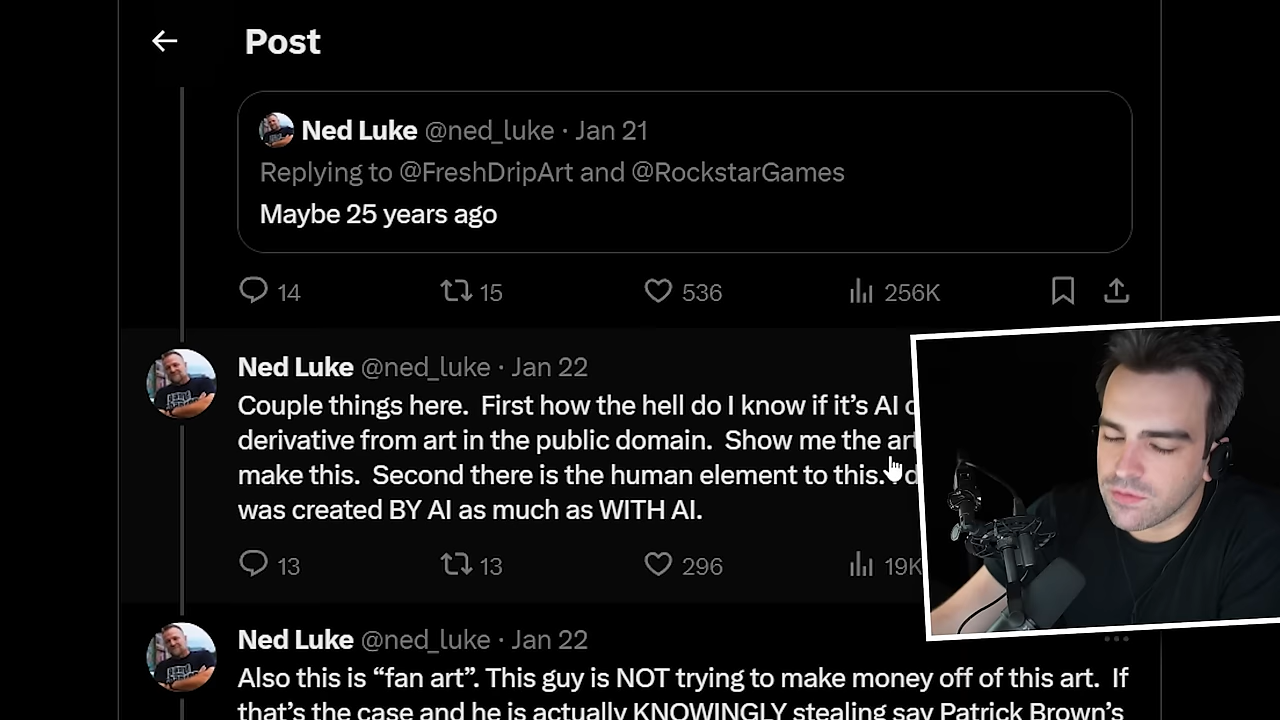 Post
Ned Luke @ned_luke · Jan 21
Replying to @FreshDripArt and @RockstarGames
Maybe 25 years ago
14 15 536 256K
Ned Luke @ned_luke · Jan 22
Couple things here. First how the hell do I know if it's AI
derivative from art in the public domain. Show me the
make this. Second there is the human element to this.
was created BY AI as much as WITH AI.
13 13 296 19K
Ned Luke @ned_luke · Jan 22
Also this is “fan art”. This guy is NOT trying to make money off of this art. If
that's the case and he is actually KNOWINGLY stealing say Patrick Brown's